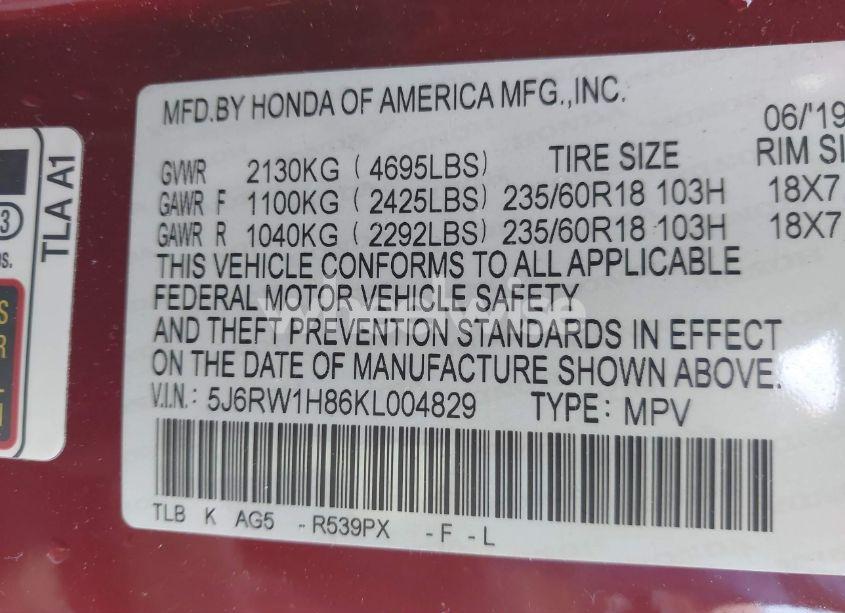 MFD.BY HONDA OF AMERICA MFG.,INC.
06/'19
GVWR 2130KG ( 4695LBS) TIRE SIZE RIM SI
GAWR F 1100KG ( 2425LBS) 235/60R18 103H 18X7
GAWR R 1040KG ( 2292LBS) 235/60R18 103H 18X7
THIS VEHICLE CONFORMS TO ALL APPLICABLE
FEDERAL MOTOR VEHICLE SAFETY
AND THEFT PREVENTION STANDARDS IN EFFECT
ON THE DATE OF MANUFACTURE SHOWN ABOVE.
V.I.N.: 5J6RW1H86KL004829 TYPE: MPV
TLB K AG5 -R539PX -F -L
TLA A1
3
S
R